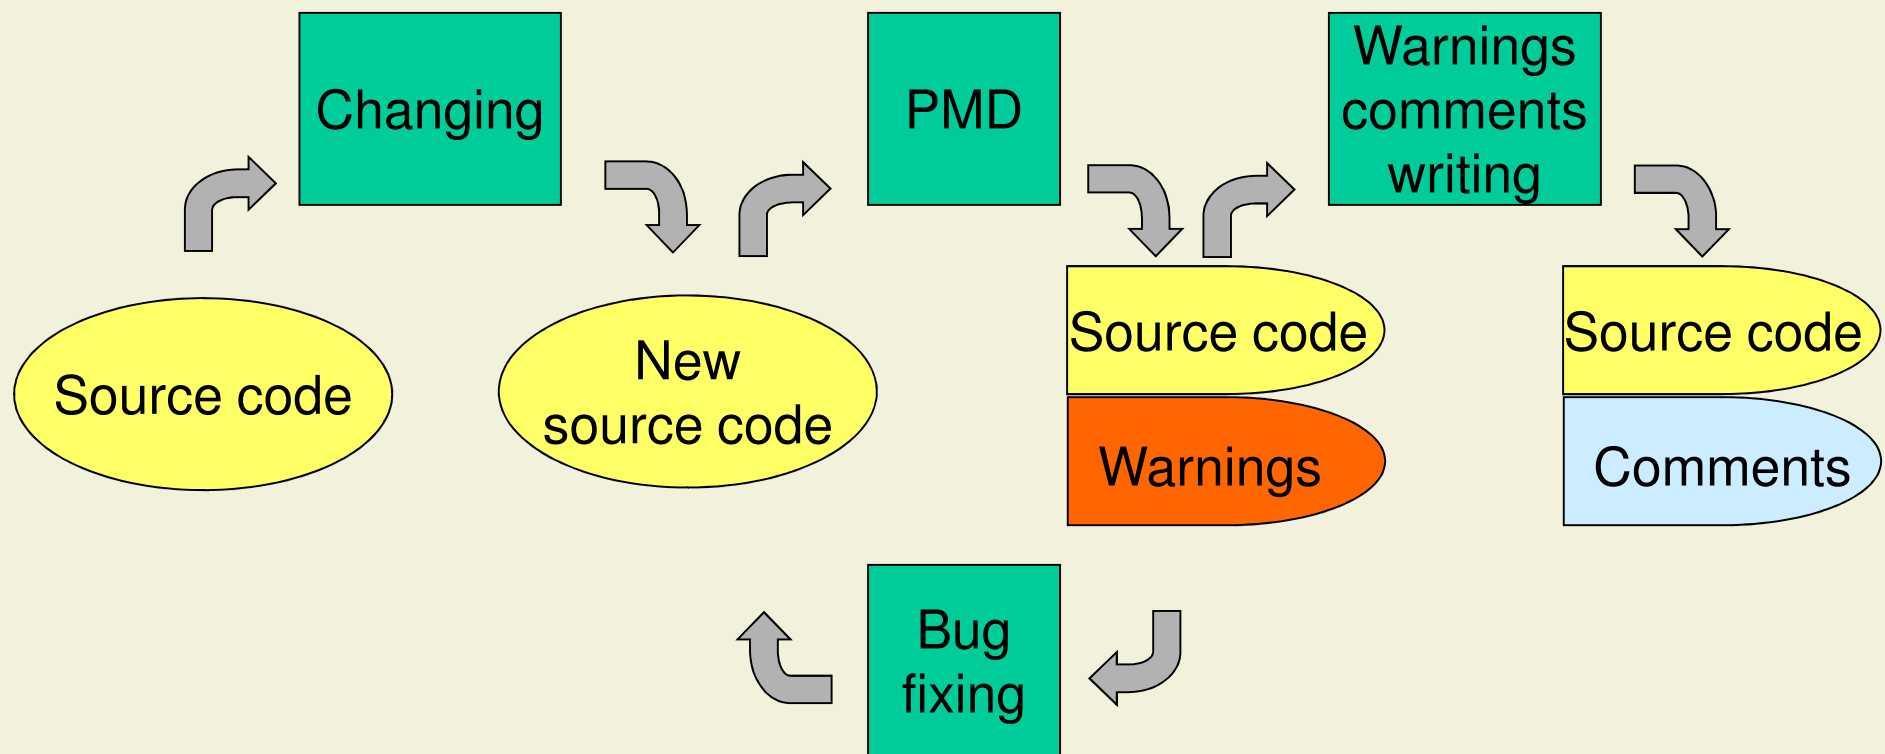 Changing
PMD
Warnings
comments
writing
Source code
New
source code
Source code
Warnings
Source code
Comments
Bug
fixing